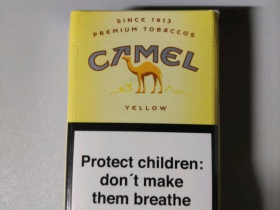 SINCE 1913
PREMIUM TOBACCOS
CAMEL
YELLOW
Protect children:
don´t make
them breathe